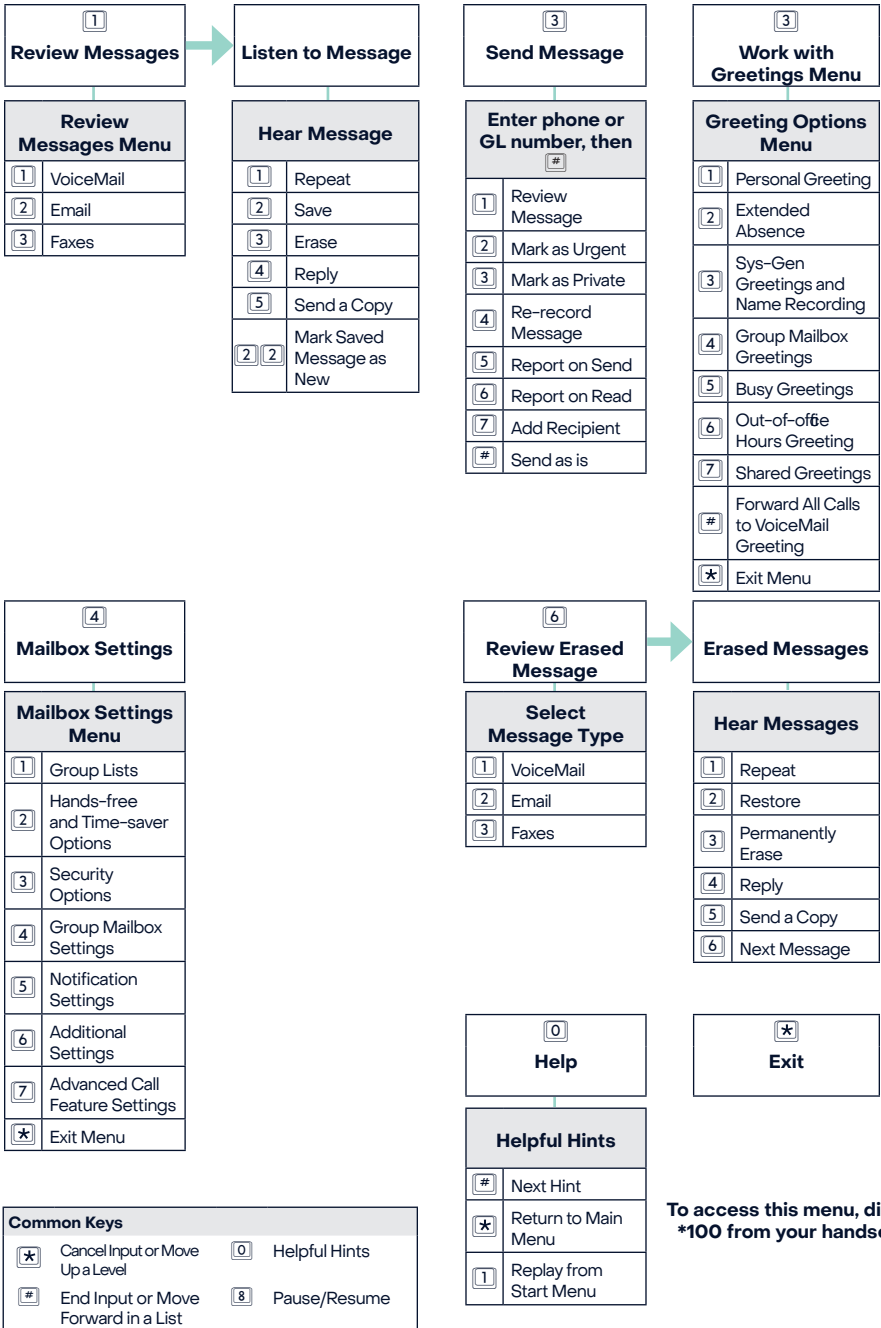 1
Review Messages
Review
Messages Menu
1 VoiceMail
2 Email
3 Faxes
Listen to Message
Hear Message
1 Repeat
2 Save
3 Erase
4 Reply
5 Send a Copy
2 2 Mark Saved
Message as
New
3
Send Message
Enter phone or
GL number, then
#
1 Review
Message
2 Mark as Urgent
3 Mark as Private
4 Re-record
Message
5 Report on Send
6 Report on Read
7 Add Recipient
# Send as is
3
Work with
Greetings Menu
Greeting Options
Menu
1 Personal Greeting
2 Extended
Absence
3 Sys-Gen
Greetings and
Name Recording
4 Group Mailbox
Greetings
5 Busy Greetings
6 Out-of-office
Hours Greeting
7 Shared Greetings
# Forward All Calls
to VoiceMail
Greeting
* Exit Menu
4
Mailbox Settings
Mailbox Settings
Menu
1 Group Lists
2 Hands-free
and Time-saver
Options
3 Security
Options
4 Group Mailbox
Settings
5 Notification
Settings
6 Additional
Settings
7 Advanced Call
Feature Settings
* Exit Menu
6
Review Erased
Message
Select
Message Type
1 VoiceMail
2 Email
3 Faxes
Erased Messages
Hear Messages
1 Repeat
2 Restore
3 Permanently
Erase
4 Reply
5 Send a Copy
6 Next Message
0
Help
Helpful Hints
# Next Hint
* Return to Main
Menu
1 Replay from
Start Menu
*
Exit
To access this menu,
*100 from your
Common Keys
* Cancel Input or Move
Up a Level
# End Input or Move
Forward in a List
0 Helpful Hints
8 Pause/Resume